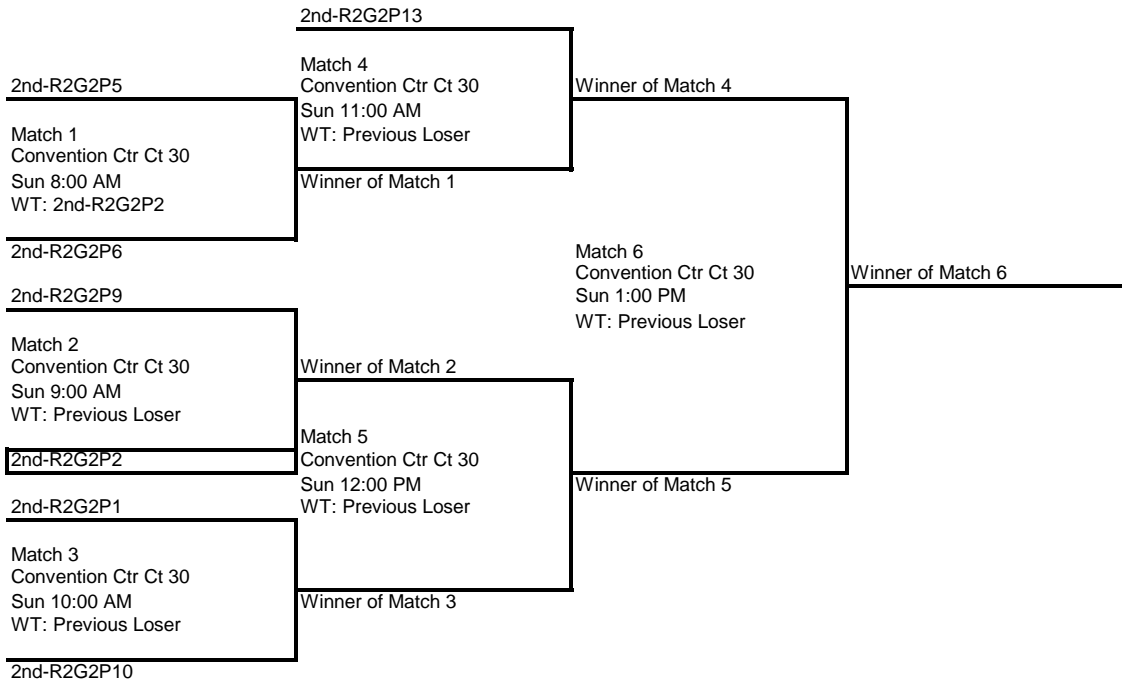 2nd-R2G2P13
Match 4
Convention Ctr Ct 30
Sun 11:00 AM
WT: Previous Loser
2nd-R2G2P5
Winner of Match 4
Match 1
Convention Ctr Ct 30
Sun 8:00 AM
WT: 2nd-R2G2P2
Winner of Match 1
2nd-R2G2P6
Match 6
Convention Ctr Ct 30
Sun 1:00 PM
WT: Previous Loser
Winner of Match 6
2nd-R2G2P9
Match 2
Convention Ctr Ct 30
Sun 9:00 AM
WT: Previous Loser
Winner of Match 2
2nd-R2G2P2
Match 5
Convention Ctr Ct 30
Sun 12:00 PM
WT: Previous Loser
Winner of Match 5
2nd-R2G2P1
Match 3
Convention Ctr Ct 30
Sun 10:00 AM
WT: Previous Loser
Winner of Match 3
2nd-R2G2P10